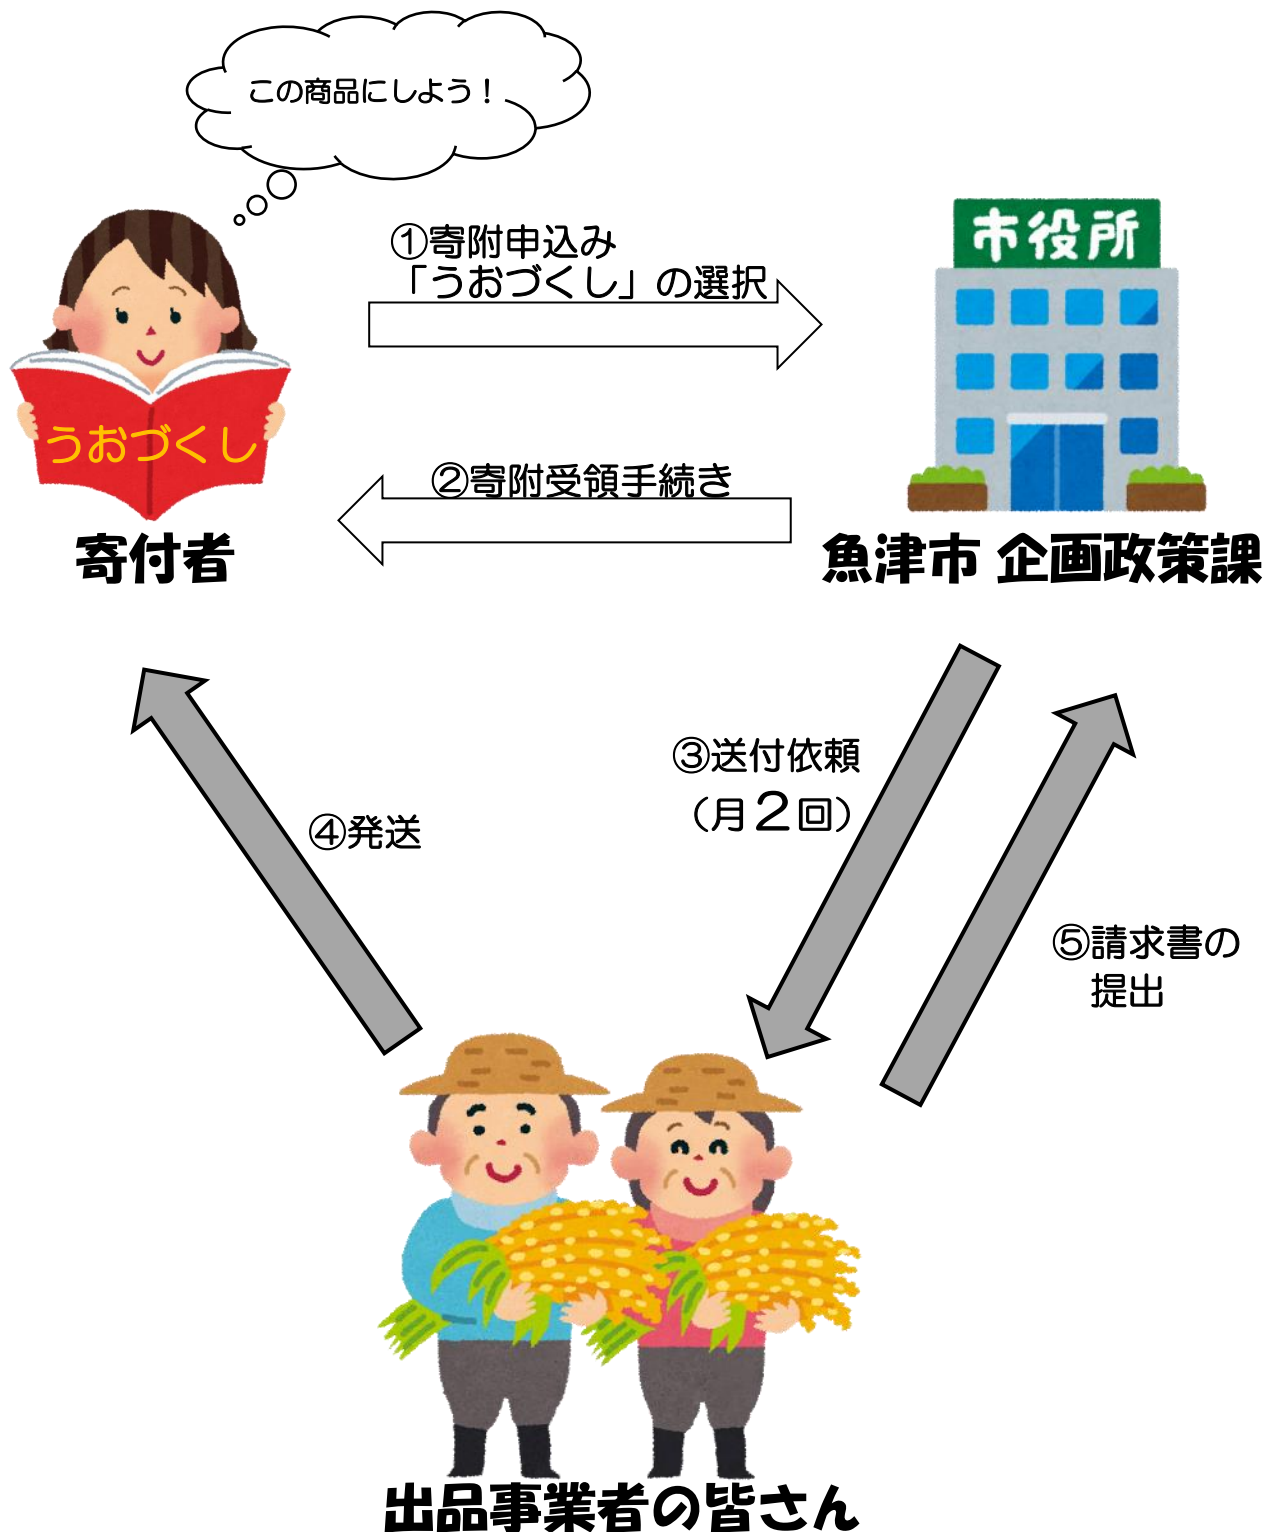 この商品にしよう！
市役所
①寄附申込み
「うおづくし」の選択
うおづくし
②寄附受領手続き
寄付者
魚津市 企画政策課
③送付依頼
（月２回）
④発送
⑤請求書の
提出
出品事業者の皆さん